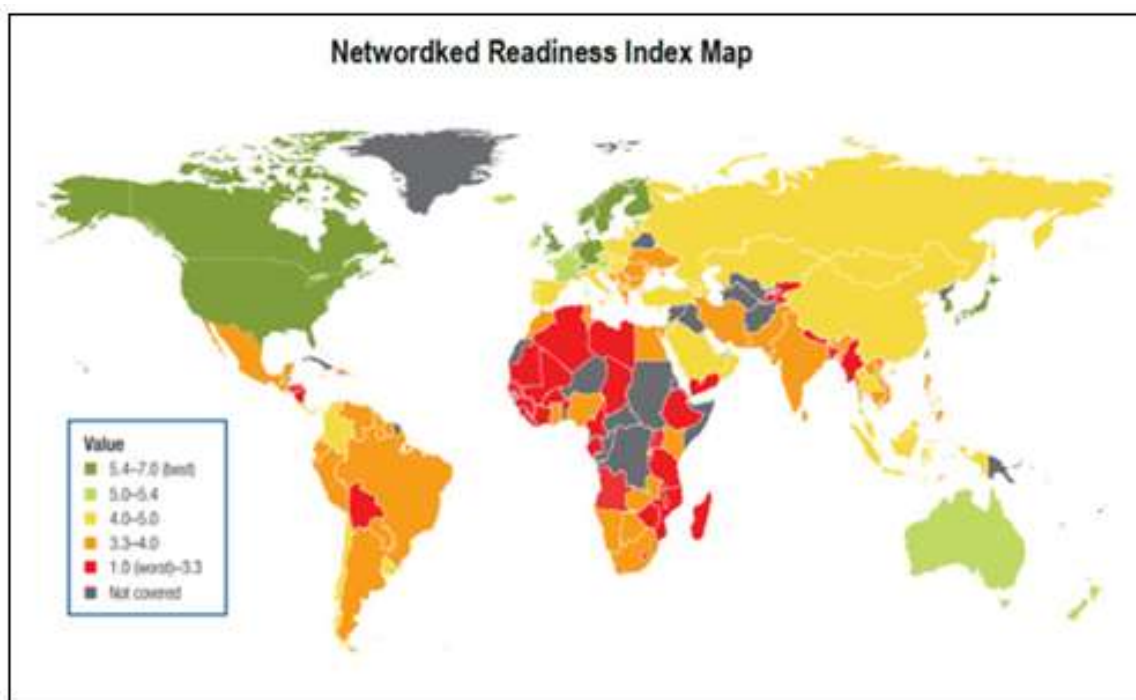 Networdked Readiness Index Map
Value
5.4–7.0 (best)
5.0–5.4
4.0–5.0
3.3–4.0
1.0 (worst)–3.3
Not covered